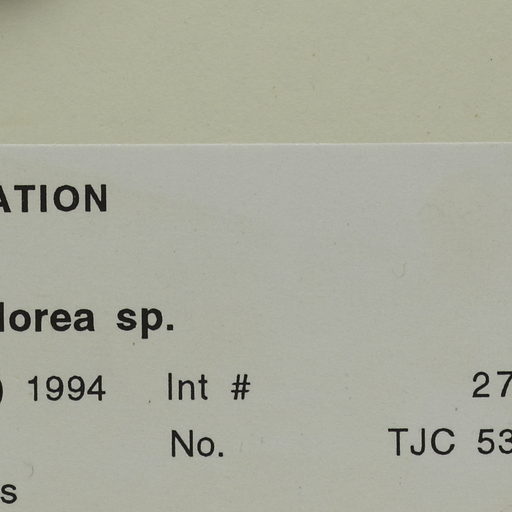 ATION
lorea sp.
) 1994 Int # 27
No. TJC 53
s